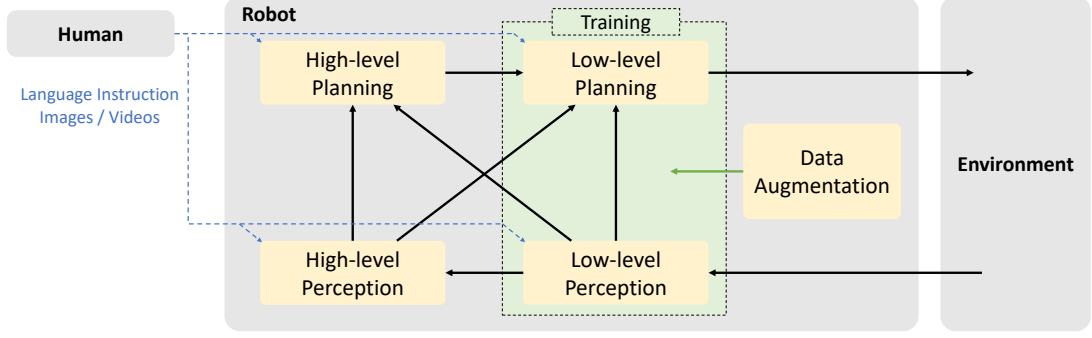 Human
Language Instruction
Images / Videos
Robot
Training
High-level
Planning
Low-level
Planning
Data
Augmentation
High-level
Perception
Low-level
Perception
Environment